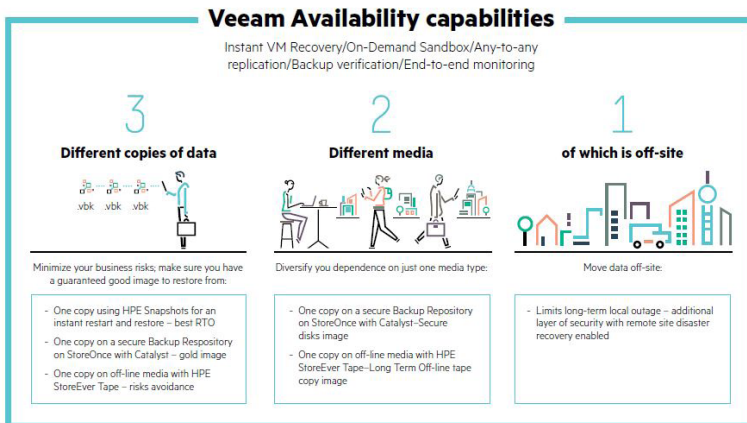 Veeam Availability capabilities
Instant VM Recovery/On-Demand Sandbox/Any-to-any
replication/Backup verification/End-to-end monitoring
3
Different copies of data
.vbk .vbk .vbk
Minimize your business risks; make sure you have
a guaranteed good image to restore from:
- One copy using HPE Snapshots for an
instant restart and restore – best RTO
- One copy on a secure Backup Respository
on StoreOnce with Catalyst – gold image
- One copy on off-line media with HPE
StoreEver Tape – risks avoidance
2
Different media
Diversify you dependence on just one media type:
- One copy on a secure Backup Repository
on StoreOnce with Catalyst–Secure
disks image
- One copy on off-line media with HPE
StoreEver Tape–Long Term Off-line tape
copy image
1
of which is off-site
Move data off-site:
- Limits long-term local outage – additional
layer of security with remote site disaster
recovery enabled